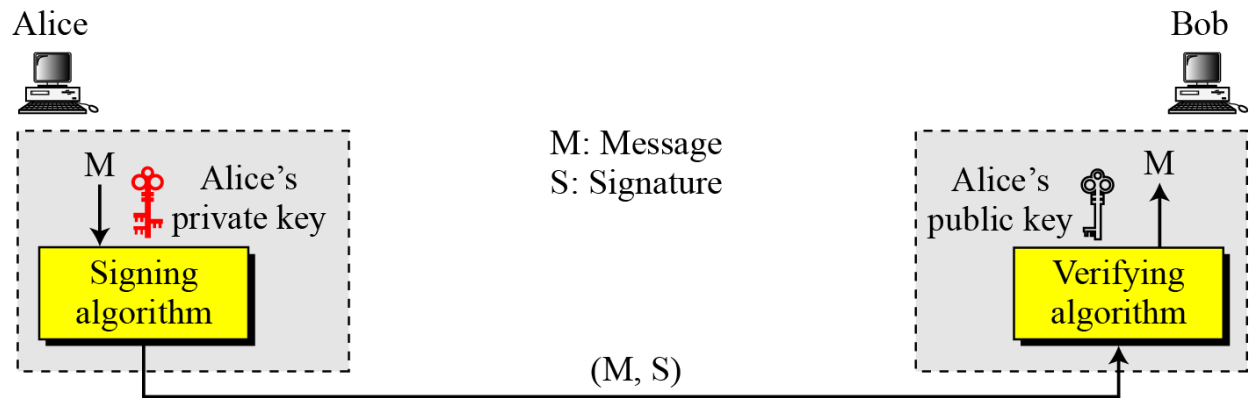 Alice
Bob
M: Message
S: Signature
M
Alice’s
private key
Signing
algorithm
Alice’s
public key
M
Verifying
algorithm
(M, S)